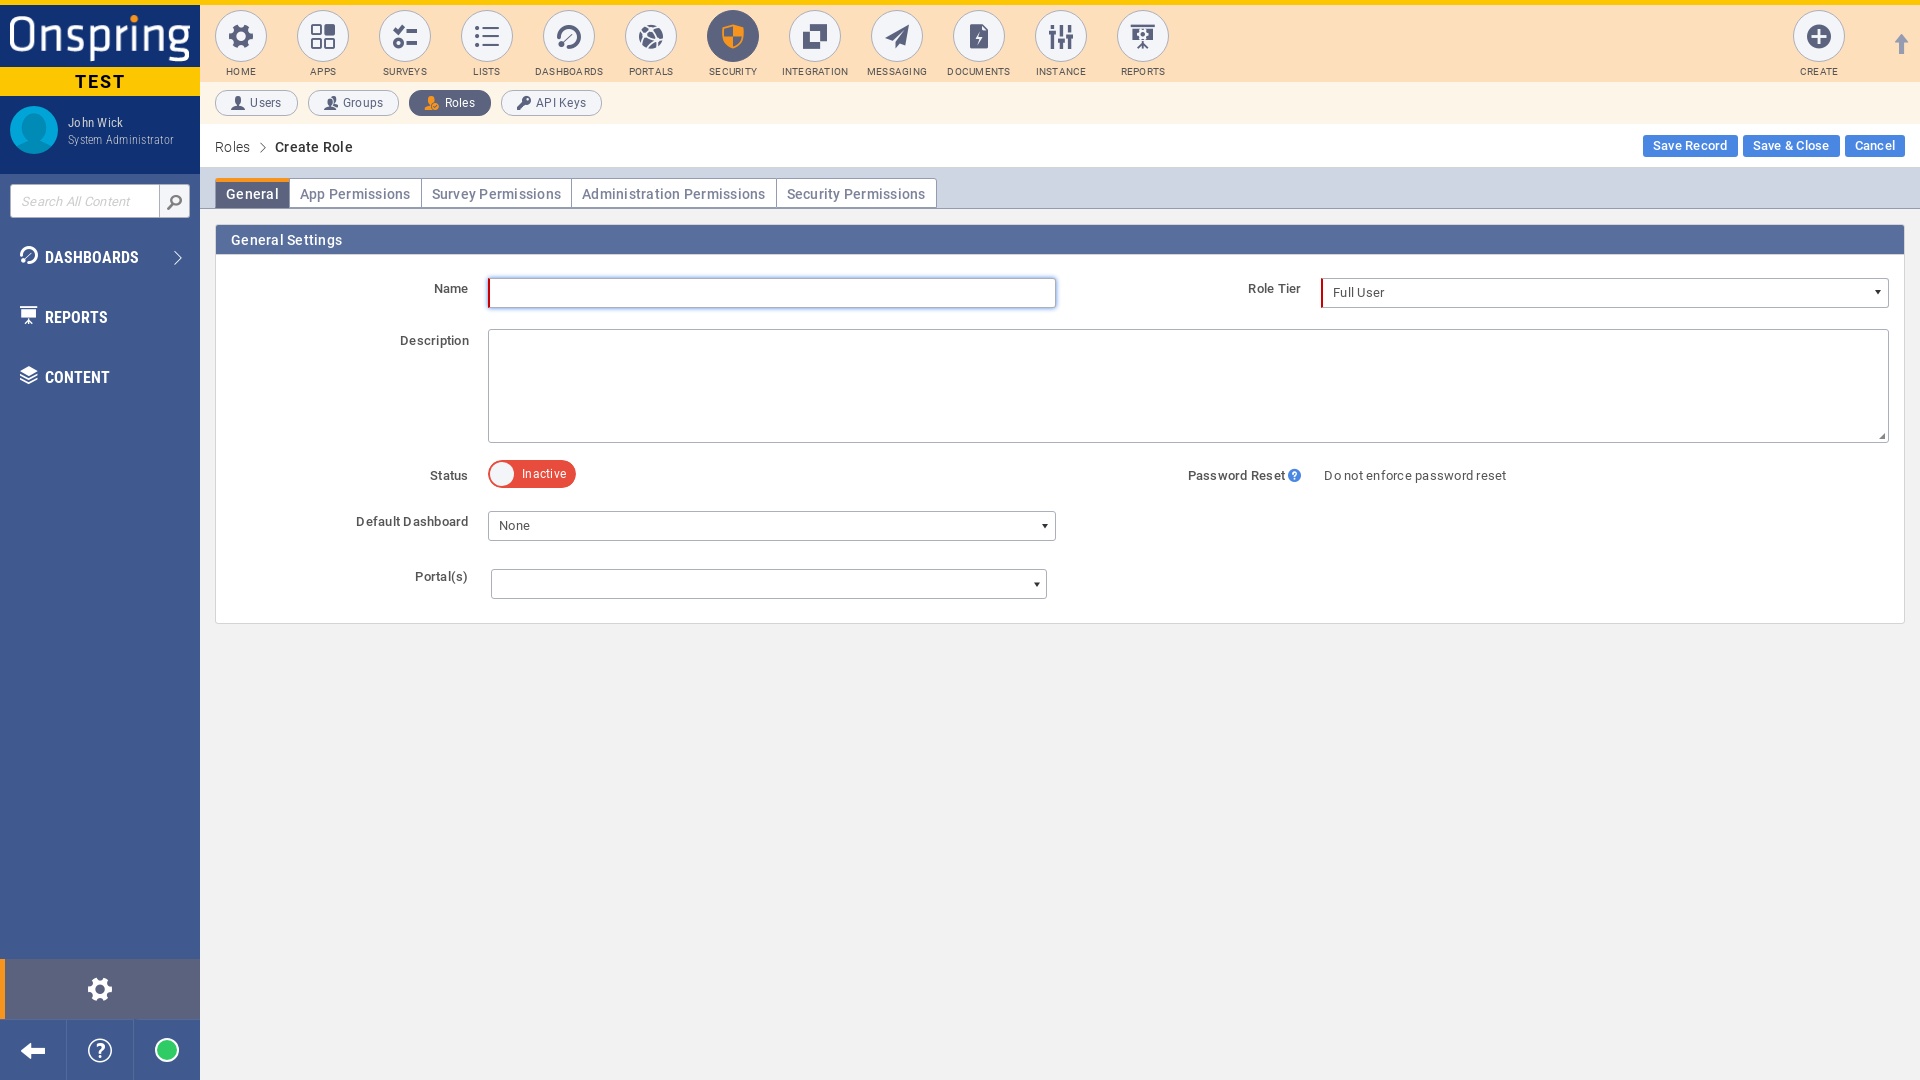 Onspring
TEST
John Wick
System Administrator
Search All Content
DASHBOARDS
REPORTS
CONTENT
HOME
APPS
SURVEYS
LISTS
DASHBOARDS
PORTALS
SECURITY
INTEGRATION
MESSAGING
DOCUMENTS
INSTANCE
REPORTS
CREATE
Users
Groups
Roles
API Keys
Roles > Create Role
Save Record
Save & Close
Cancel
General
App Permissions
Survey Permissions
Administration Permissions
Security Permissions
General Settings
Name
Role Tier
Full User
Description
Status
Inactive
Password Reset ?
Do not enforce password reset
Default Dashboard
None
Portal(s)
?